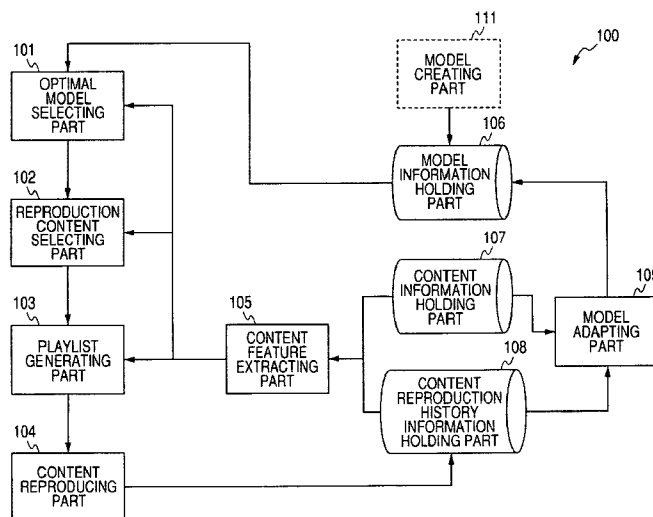 100
101
OPTIMAL
MODEL
SELECTING
PART
111
MODEL
CREATING
PART
106
MODEL
INFORMATION
HOLDING
PART
102
REPRODUCTION
CONTENT
SELECTING
PART
107
CONTENT
INFORMATION
HOLDING
PART
109
MODEL
ADAPTING
PART
103
PLAYLIST
GENERATING
PART
105
CONTENT
FEATURE
EXTRACTING
PART
108
CONTENT
REPRODUCTION
HISTORY
INFORMATION
HOLDING PART
104
CONTENT
REPRODUCING
PART